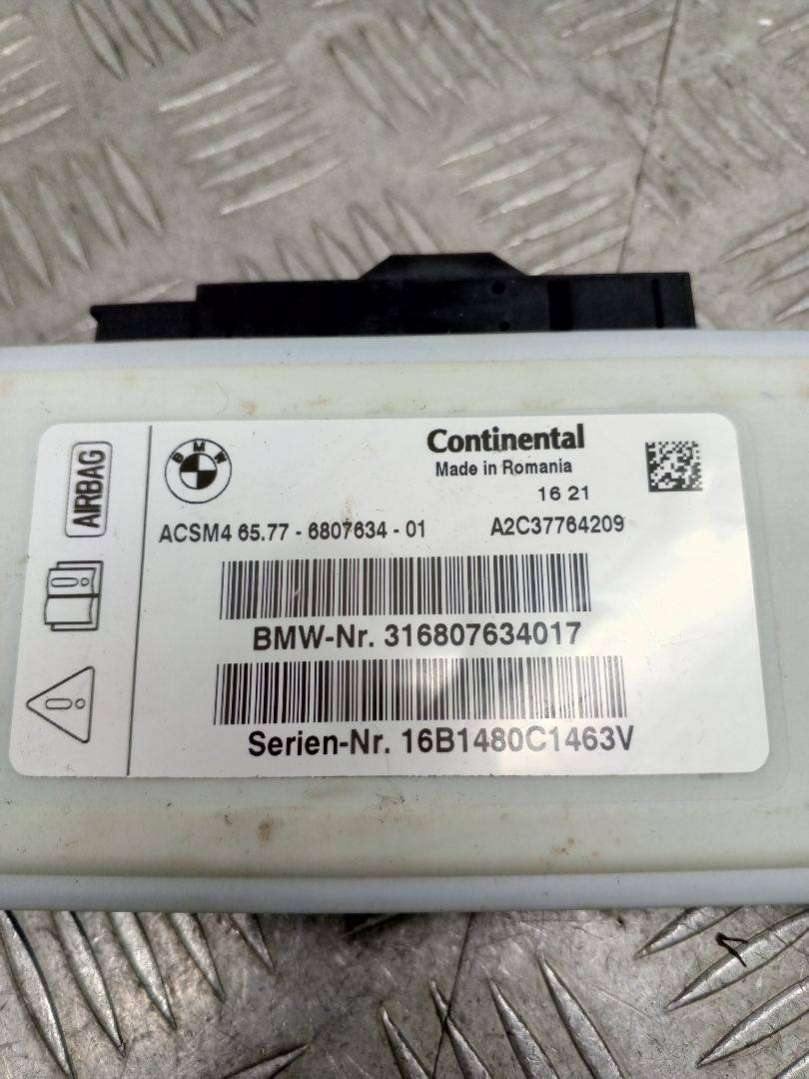 AIRBAG
BMW
Continental
Made in Romania
16 21
ACSM4 65.77 - 6807634 - 01 A2C37764209
BMW-Nr. 316807634017
Serien-Nr. 16B1480C1463V